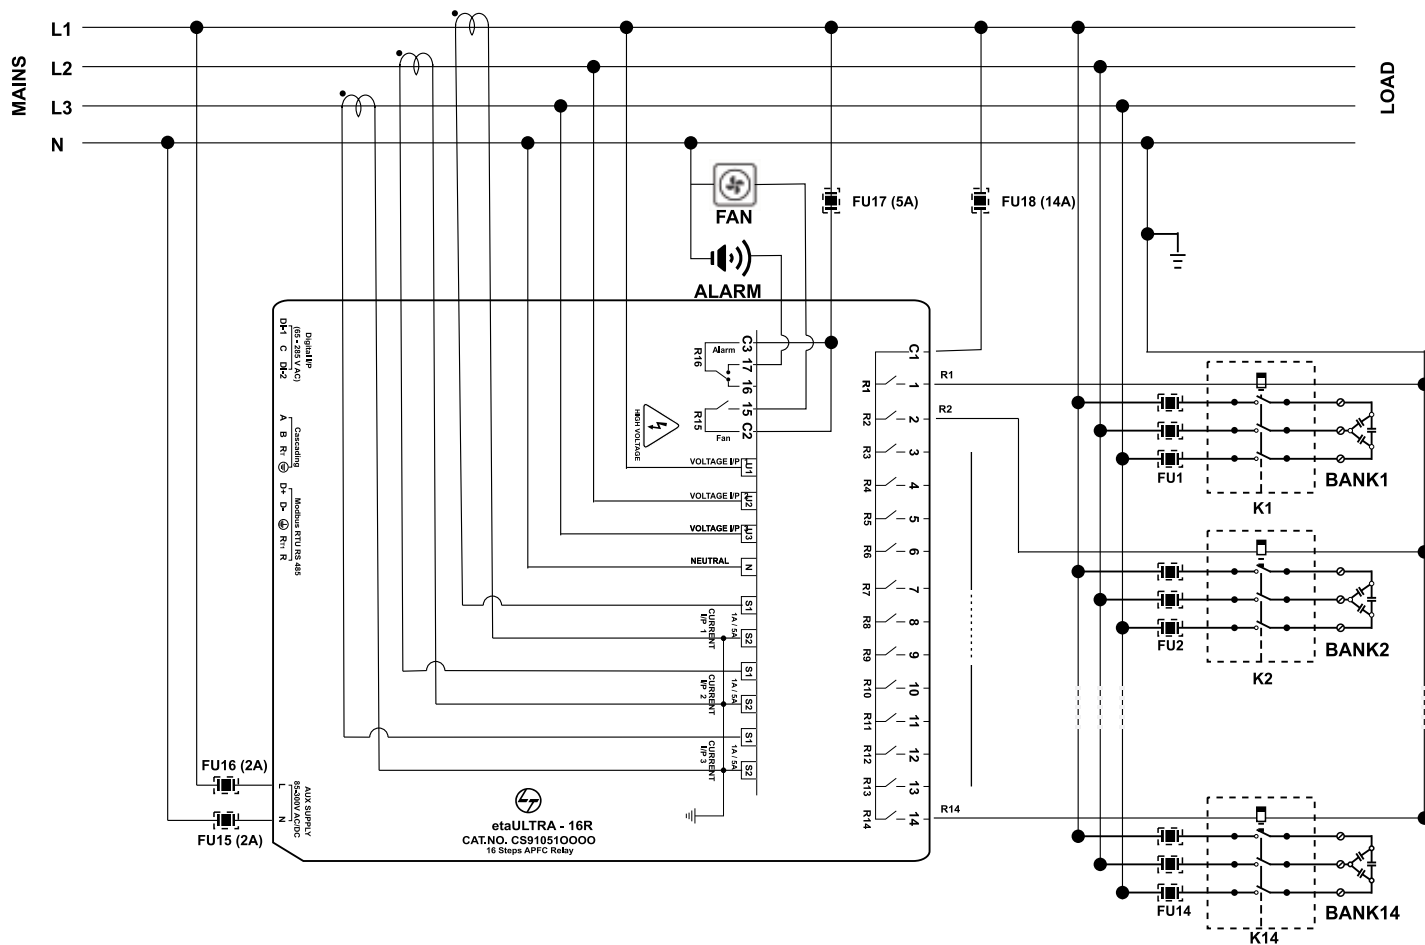 MAINS
L1
L2
L3
N
LOAD
FAN
ALARM
FU17 (5A)
FU18 (14A)
DI-1
C
DI-2
Digital I/P
(65 - 285 V AC)
A
B
RT
Cascading
D+
D-
RT1
R
Modbus RTU RS 485
HIGH VOLTAGE
R16
Alarm
C3
17
16
R15
Fan
15
C2
VOLTAGE I/P
U1
VOLTAGE I/P
U2
VOLTAGE I/P
U3
NEUTRAL
N
S1
CURRENT
I/P 1
1A / 5A
S2
S1
CURRENT
I/P 2
1A / 5A
S2
S1
CURRENT
I/P 3
1A / 5A
S2
C1
R1
1
R1
R2
2
R2
R3
3
R4
4
R5
5
R6
6
R7
7
R8
8
R9
9
R10
10
R11
11
R12
12
R13
13
R14
14
R14
FU16 (2A)
L
FU15 (2A)
N
AUX SUPPLY
85-300V AC/DC
LT
etaULTRA - 16R
CAT.NO. CS91051OOOO
16 Steps APFC Relay
FU1
K1
BANK1
FU2
K2
BANK2
FU14
K14
BANK14